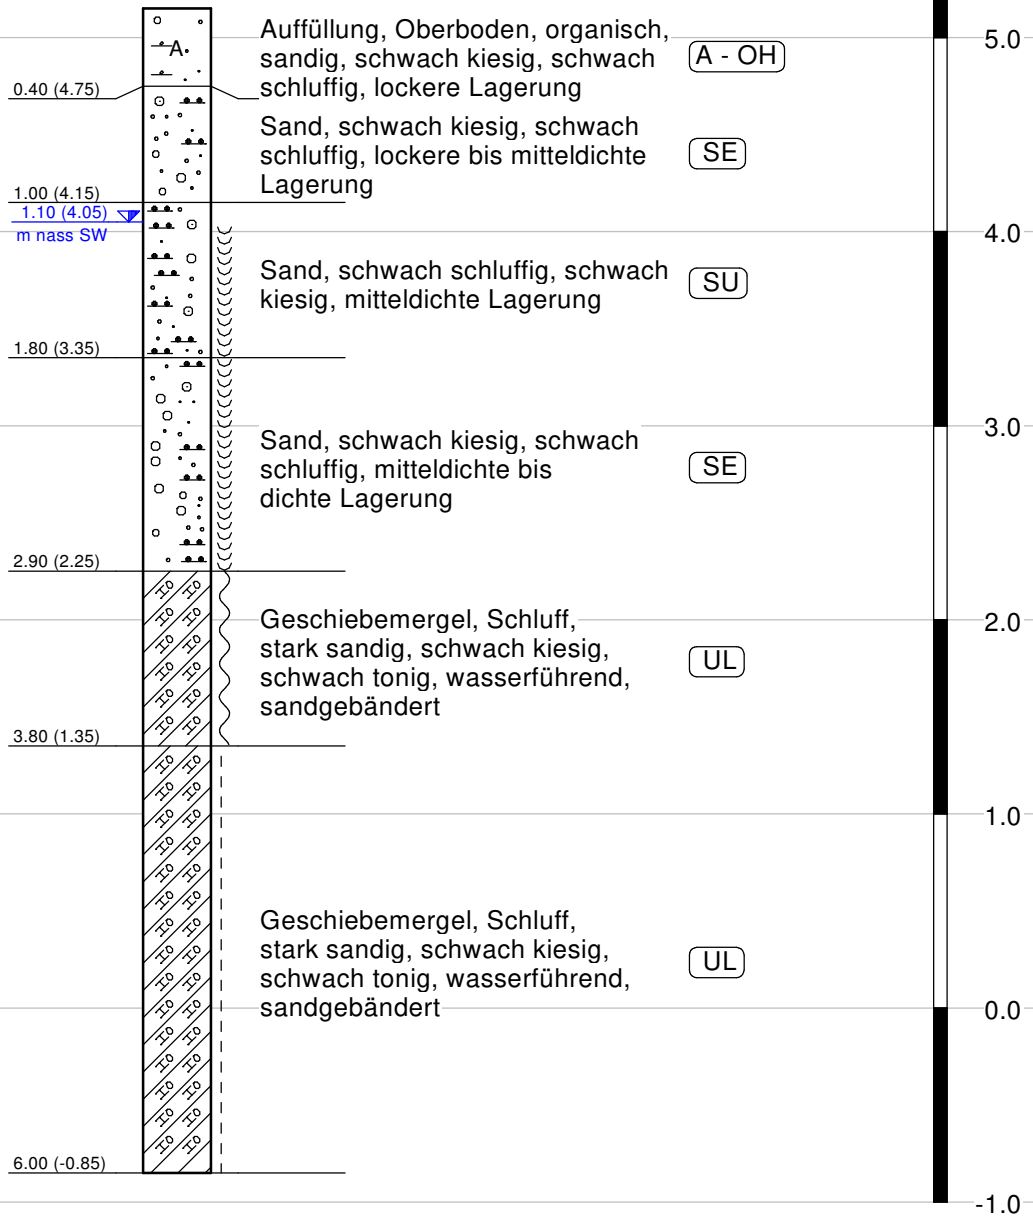 Auffüllung, Oberboden, organisch,
sandig, schwach kiesig, schwach
schluffig, lockere Lagerung
A - OH
5.0
A
0.40 (4.75)
Sand, schwach kiesig, schwach
schluffig, lockere bis mitteldichte
Lagerung
SE
1.00 (4.15)
1.10 (4.05)
m nass SW
4.0
Sand, schwach schluffig, schwach
kiesig, mitteldichte Lagerung
SU
1.80 (3.35)
3.0
Sand, schwach kiesig, schwach
schluffig, mitteldichte bis
dichte Lagerung
SE
2.90 (2.25)
Geschiebemergel, Schluff,
stark sandig, schwach kiesig,
schwach tonig, wasserführend,
sandgebändert
UL
2.0
3.80 (1.35)
1.0
Geschiebemergel, Schluff,
stark sandig, schwach kiesig,
schwach tonig, wasserführend,
sandgebändert
UL
0.0
6.00 (-0.85)
-1.0